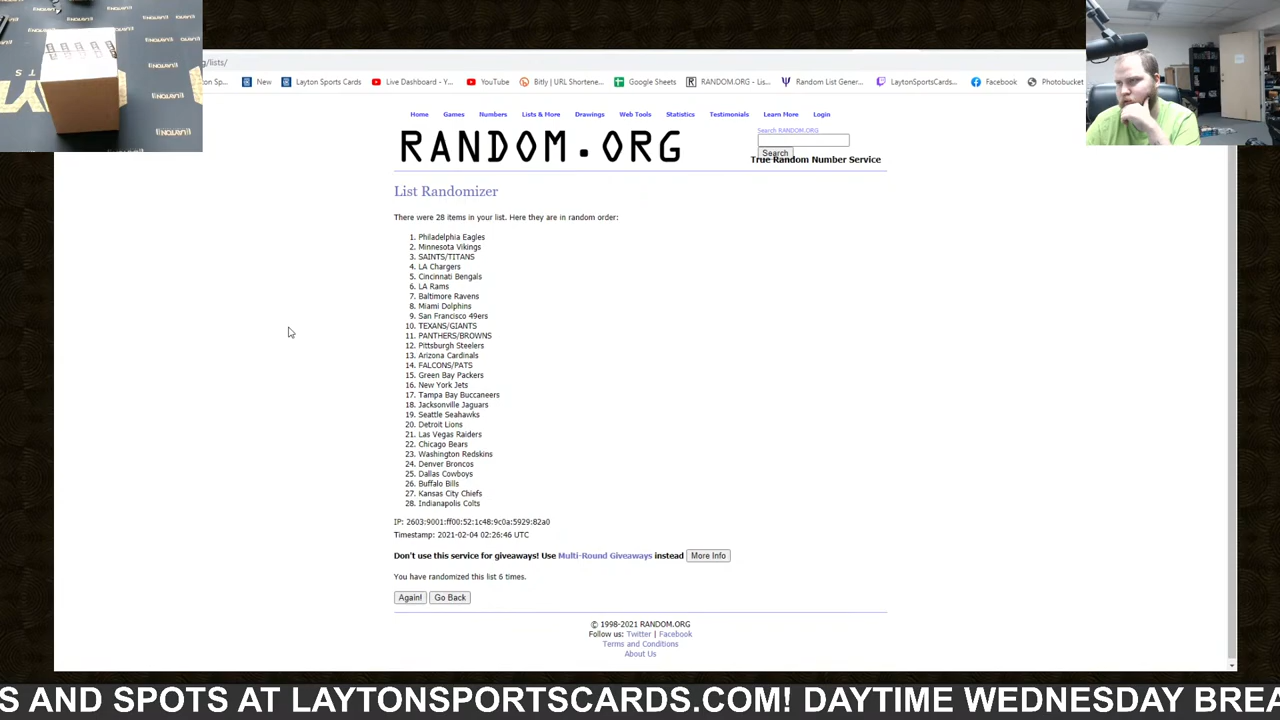 g/lists/
n Sp...
New
Layton Sports Cards
Live Dashboard - Y...
YouTube
Bitly | URL Shortene...
Google Sheets
RANDOM.ORG - Lis...
Random List Gener...
LaytonSportsCards...
Facebook
Photobucket
Home Games Numbers Lists & More Drawings Web Tools Statistics Testimonials Learn More Login
RANDOM.ORG
Search RANDOM.ORG
Search
True Random Number Service
List Randomizer
There were 28 items in your list. Here they are in random order:
1. Philadelphia Eagles
2. Minnesota Vikings
3. SAINTS/TITANS
4. LA Chargers
5. Cincinnati Bengals
6. LA Rams
7. Baltimore Ravens
8. Miami Dolphins
9. San Francisco 49ers
10. TEXANS/GIANTS
11. PANTHERS/BROWNS
12. Pittsburgh Steelers
13. Arizona Cardinals
14. FALCONS/PATS
15. Green Bay Packers
16. New York Jets
17. Tampa Bay Buccaneers
18. Jacksonville Jaguars
19. Seattle Seahawks
20. Detroit Lions
21. Las Vegas Raiders
22. Chicago Bears
23. Washington Redskins
24. Denver Broncos
25. Dallas Cowboys
26. Buffalo Bills
27. Kansas City Chiefs
28. Indianapolis Colts
IP: 2603:9001:ff00:52:1c48:9c0a:5929:82a0
Timestamp: 2021-02-04 02:26:46 UTC
Don't use this service for giveaways! Use Multi-Round Giveaways instead More Info
You have randomized this list 6 times.
Again! Go Back
© 1998-2021 RANDOM.ORG
Follow us: Twitter | Facebook
Terms and Conditions
About Us
S AND SPOTS AT LAYTONSPORTSCARDS.COM! DAYTIME WEDNESDAY BREA